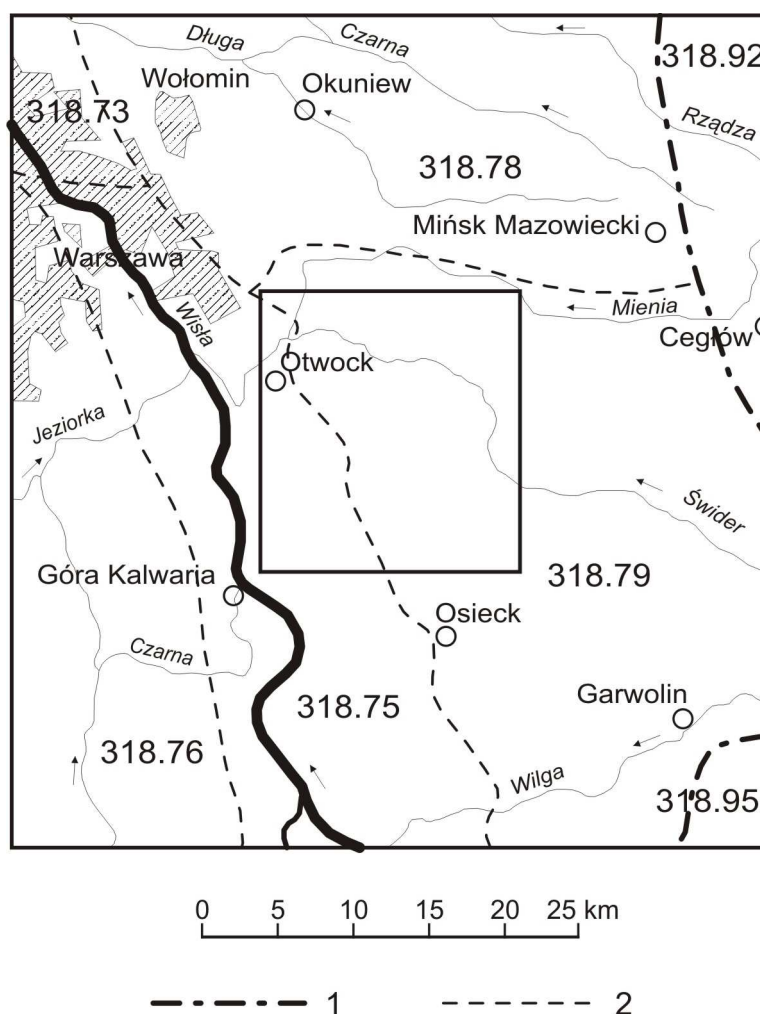 Długa
Czarna
318.92
Wołomin
Okuniew
318.73
Rządza
318.78
Mińsk Mazowiecki
Warszawa
Wisła
Mienia
Cegłów
Otwock
Jeziorka
Świder
Góra Kalwaria
318.79
Osieck
Czarna
Garwolin
318.75
318.76
Wilga
318.95
0 5 10 15 20 25 km
1 2